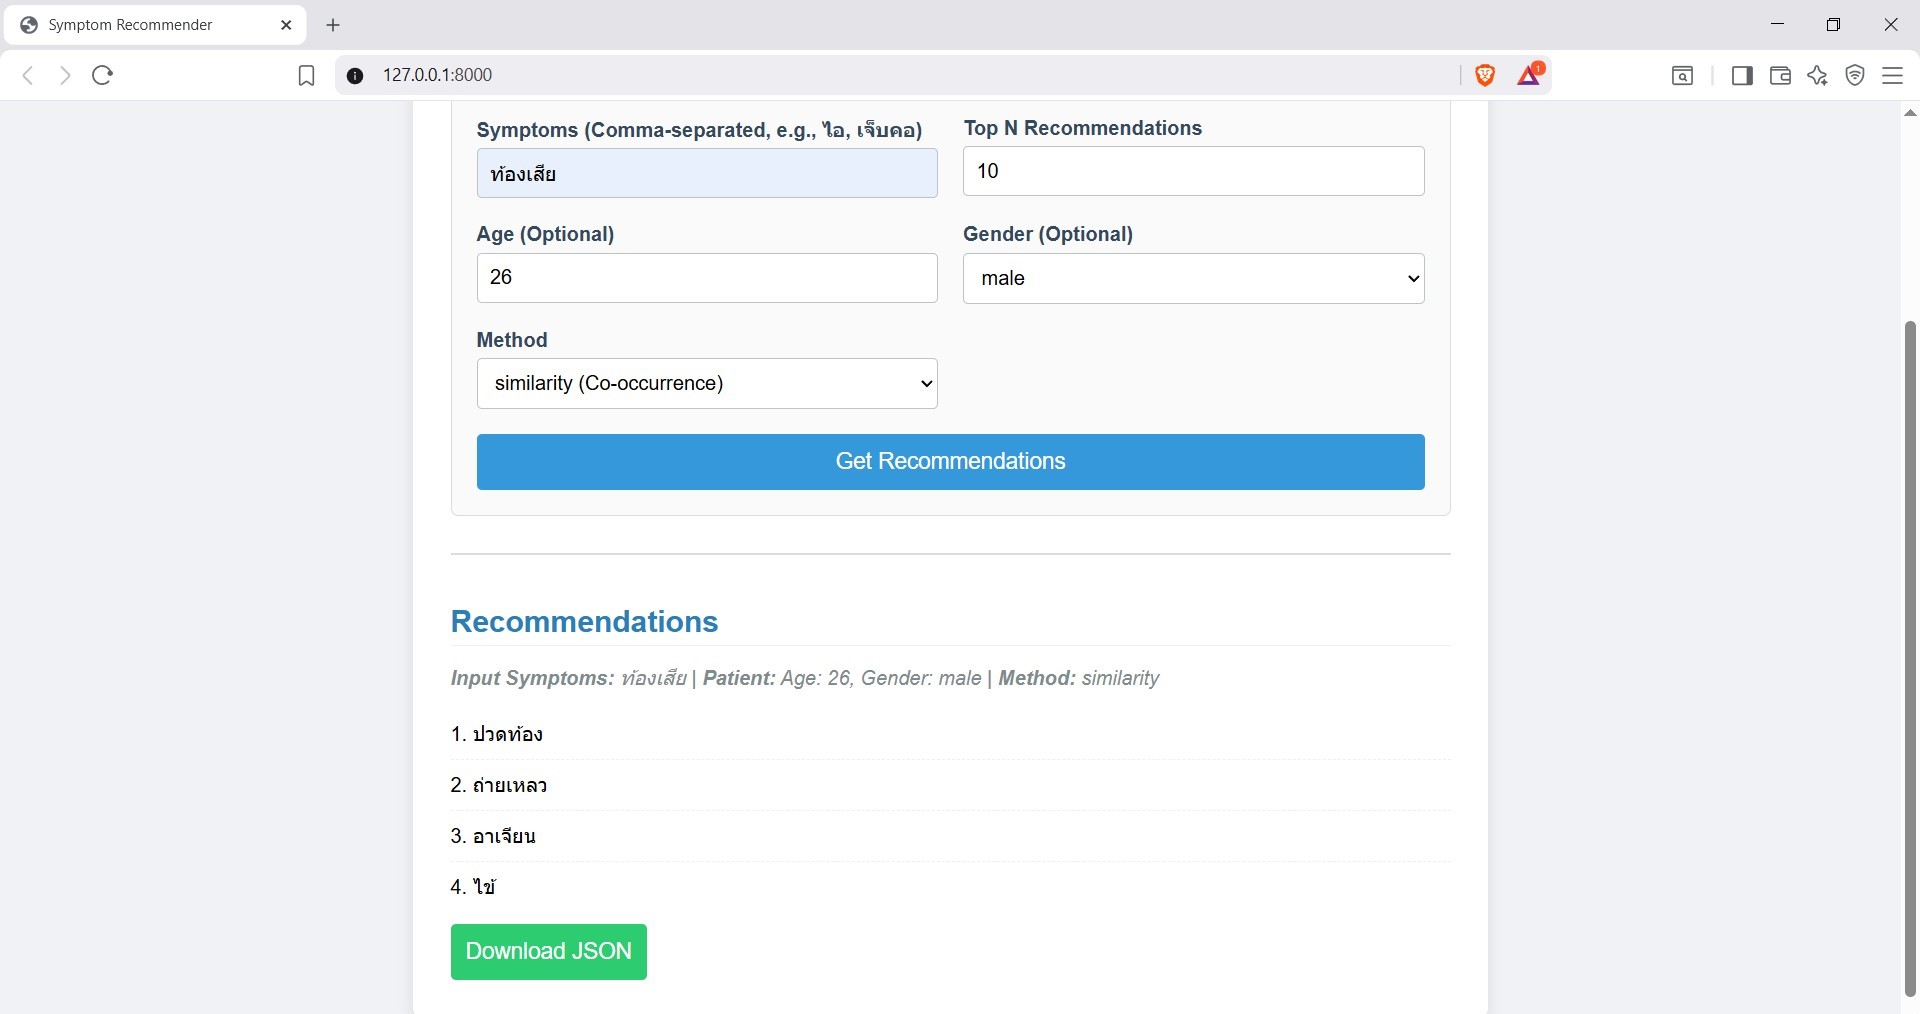 Symptom Recommender
127.0.0.1:8000
1
Symptoms (Comma-separated, e.g., ไอ, เจ็บคอ)
ท้องเสีย
Top N Recommendations
10
Age (Optional)
26
Gender (Optional)
male
Method
similarity (Co-occurrence)
Get Recommendations
Recommendations
Input Symptoms: ท้องเสีย | Patient: Age: 26, Gender: male | Method: similarity
1. ปวดท้อง
2. ถ่ายเหลว
3. อาเจียน
4. ไข้
Download JSON